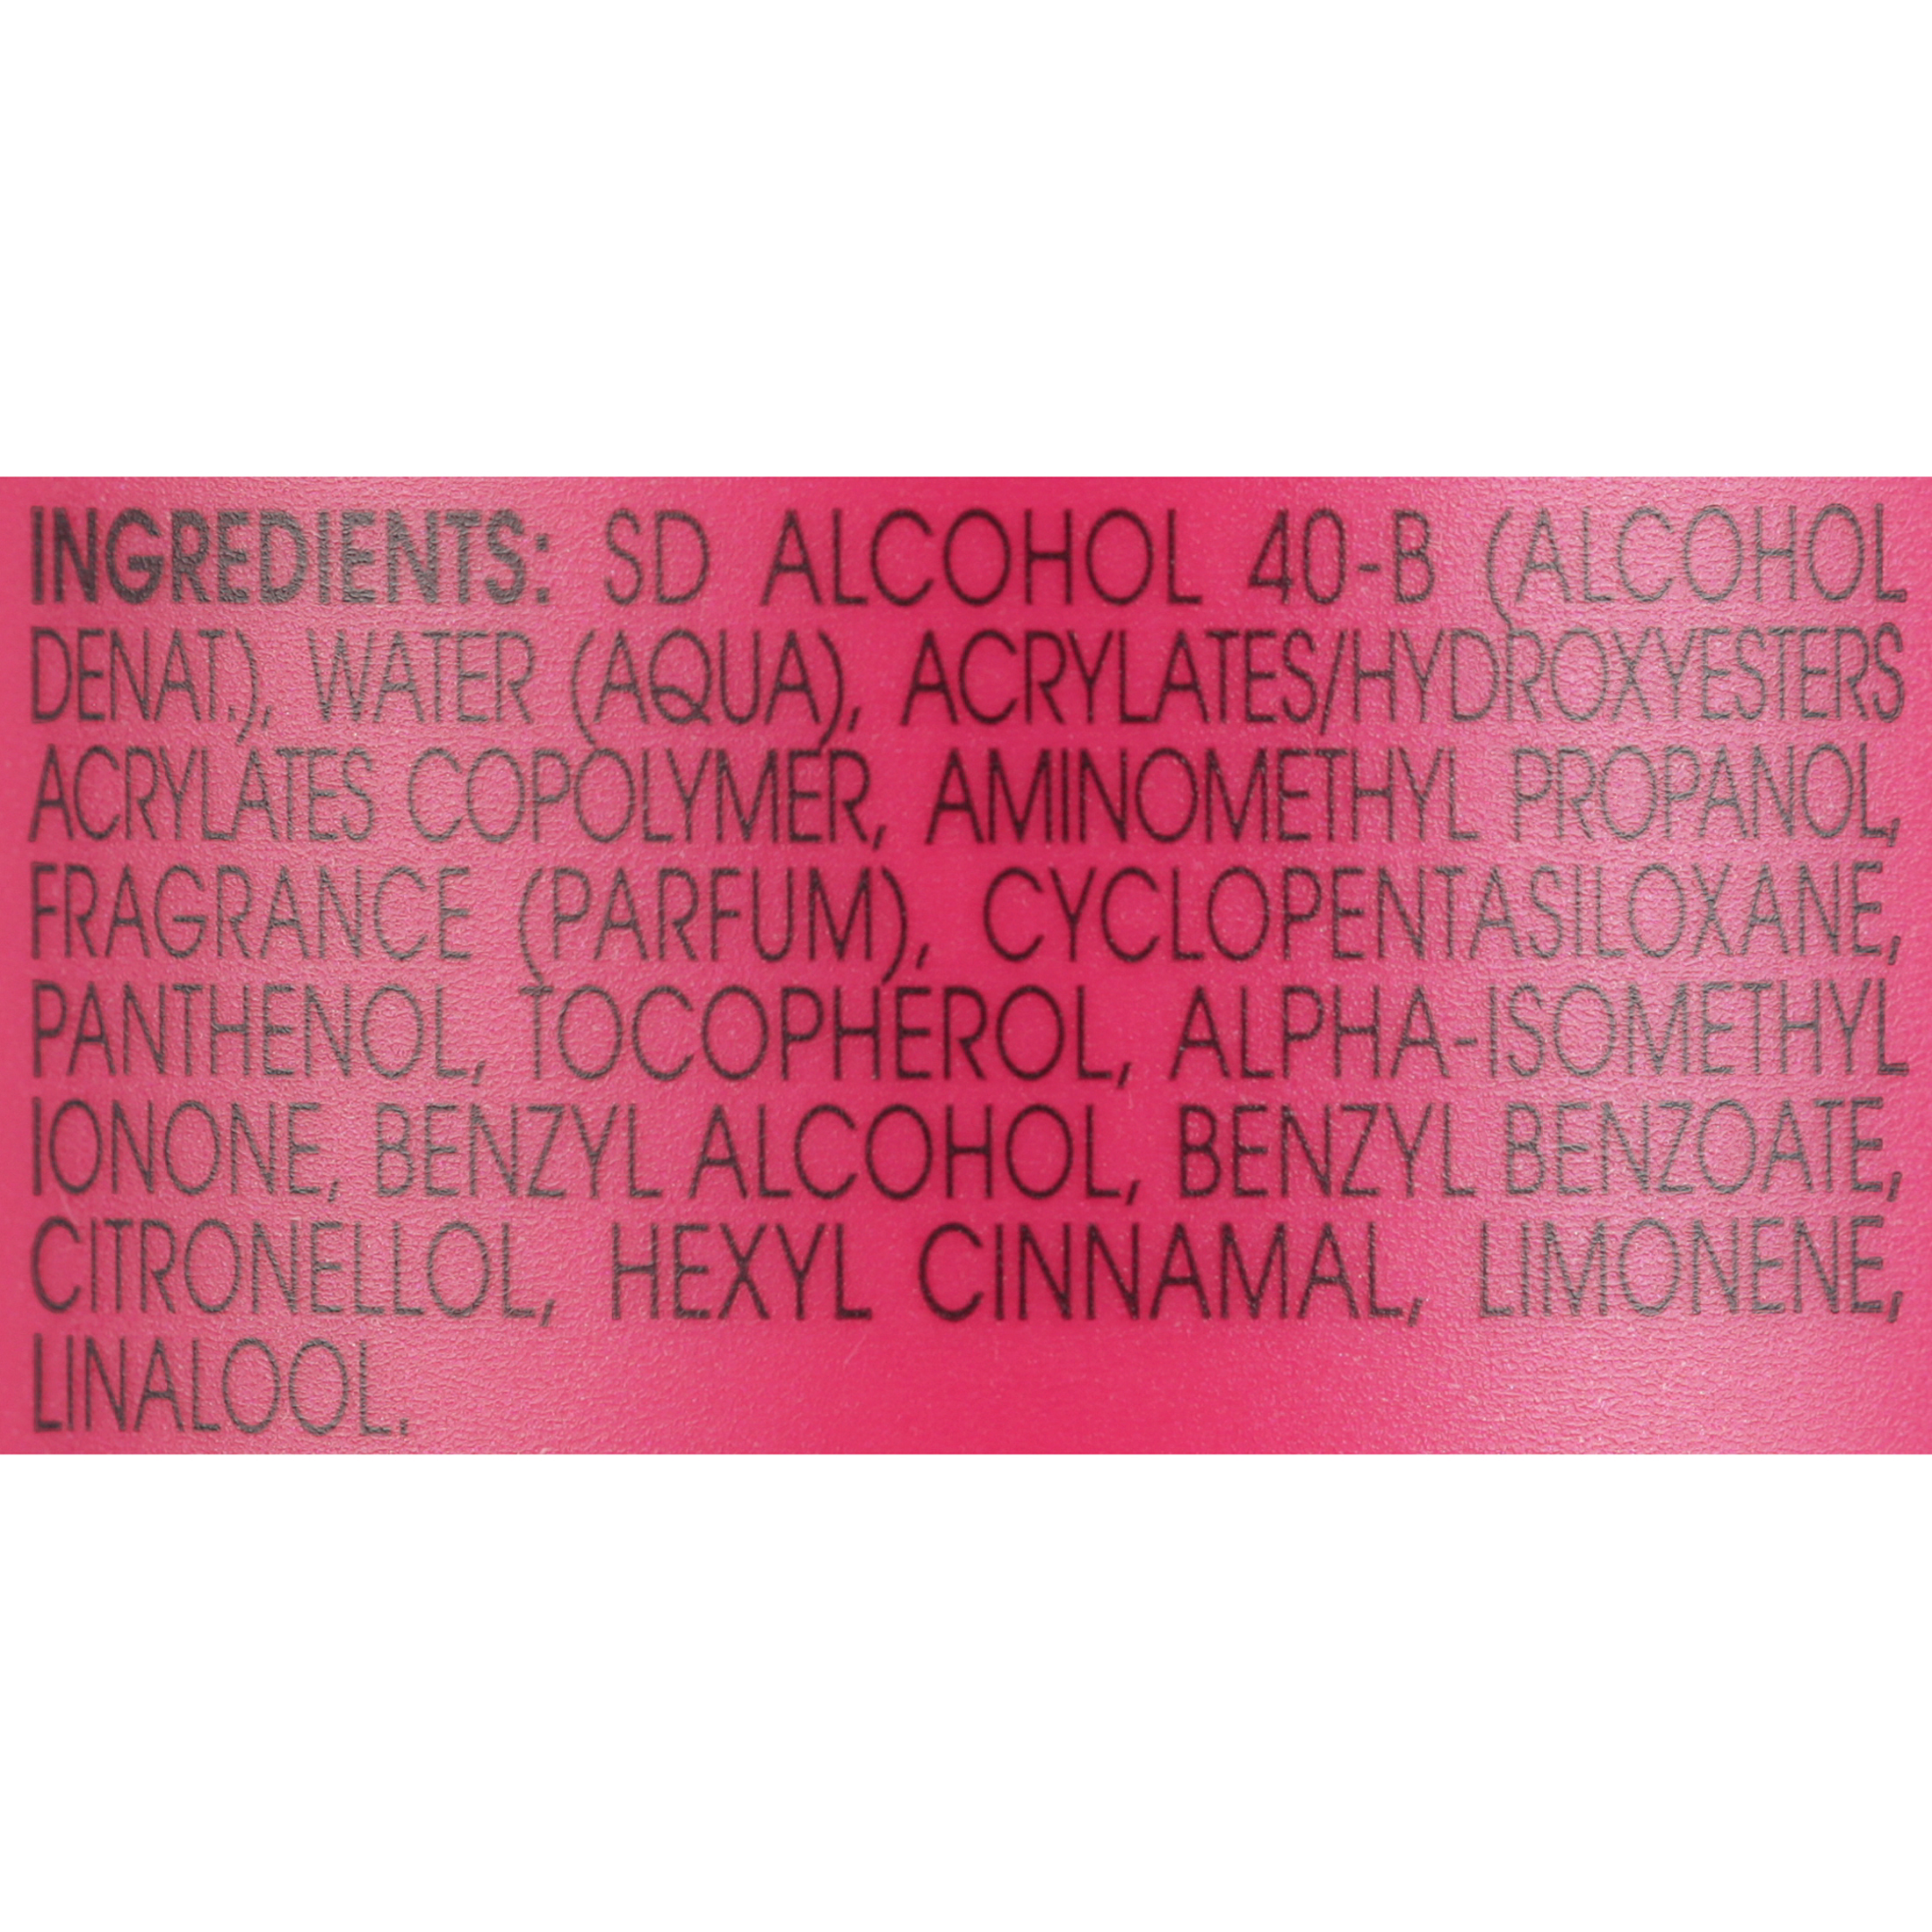 INGREDIENTS: SD ALCOHOL 40-B (ALCOHOL
DENAT.), WATER (AQUA), ACRYLATES/HYDROXYESTERS
ACRYLATES COPOLYMER, AMINOMETHYL PROPANOL,
FRAGRANCE (PARFUM), CYCLOPENTASILOXANE,
PANTHENOL, TOCOPHEROL, ALPHA-ISOMETHYL
IONONE, BENZYL ALCOHOL, BENZYL BENZOATE,
CITRONELLOL, HEXYL CINNAMAL, LIMONENE,
LINALOOL.